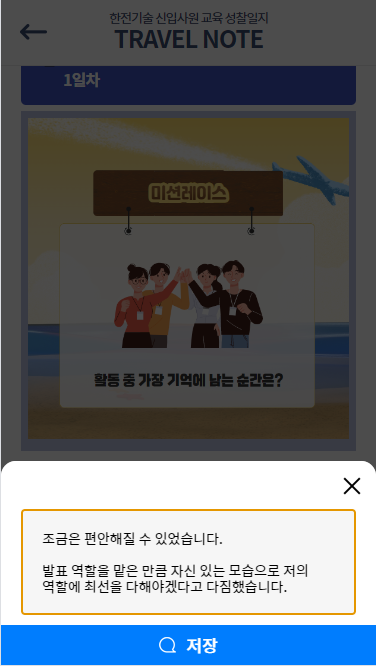 한전기술 신입사원 교육 성찰일지
TRAVEL NOTE
1일차
미션레이스
활동 중 가장 기억에 남는 순간은?
조금은 편안해질 수 있었습니다.
발표 역할을 맡은 만큼 자신 있는 모습으로 저의
역할에 최선을 다해야겠다고 다짐했습니다.
저장